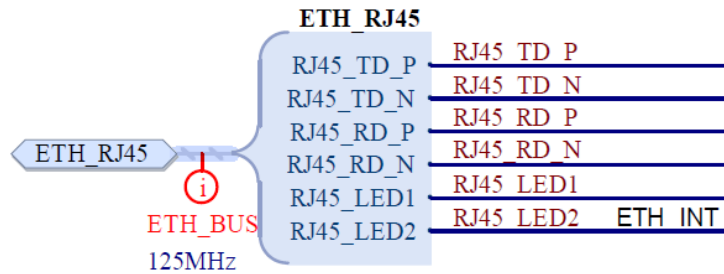 ETH_RJ45
RJ45_TD_P RJ45_TD_P
RJ45_TD_N RJ45_TD_N
RJ45_RD_P RJ45_RD_P
ETH_RJ45 RJ45_RD_N RJ45_RD_N
i RJ45_LED1 RJ45_LED1
ETH_BUS RJ45_LED2 RJ45_LED2 ETH_INT
125MHz